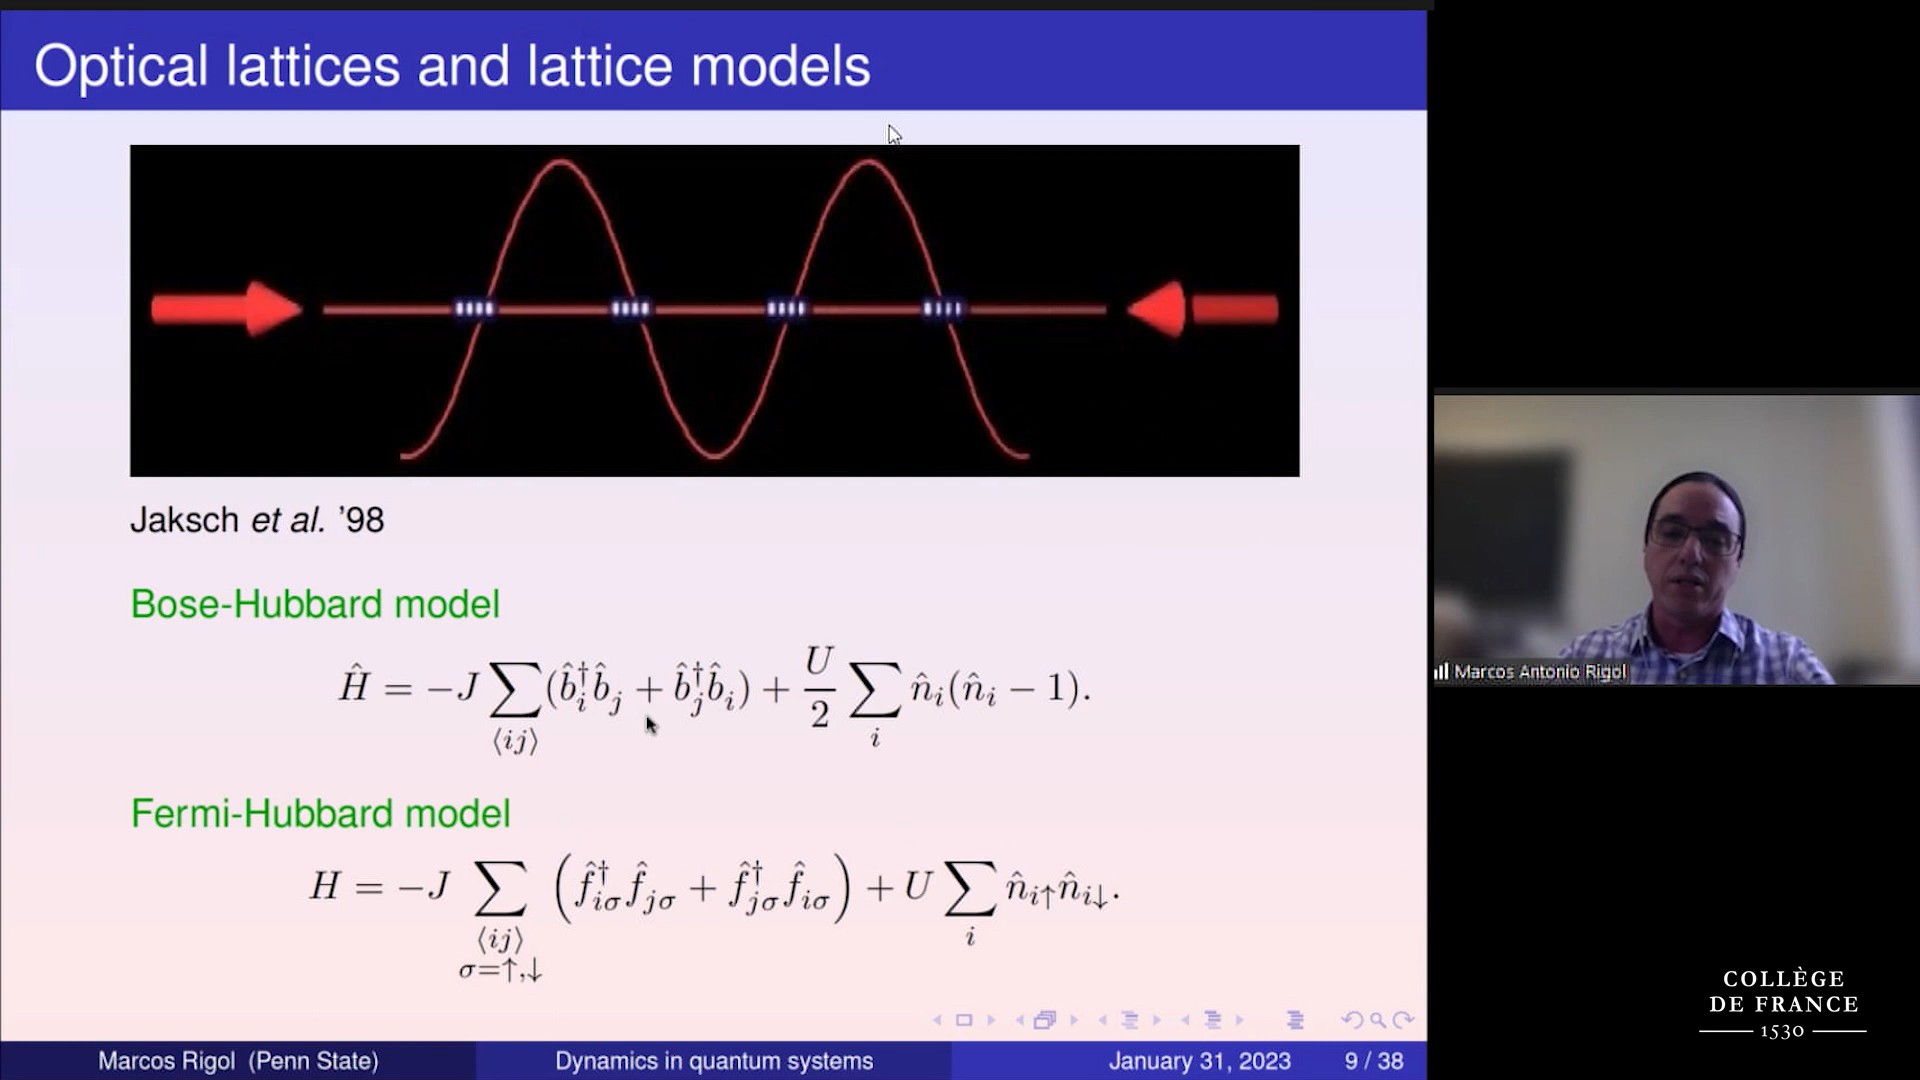 Optical lattices and lattice models
Jaksch et al. '98
Bose-Hubbard model
Ĥ = −J ∑⟨ij⟩ (b̂†ᵢb̂ⱼ + b̂†ⱼb̂ᵢ) + U/2 ∑ᵢ n̂ᵢ(n̂ᵢ − 1).
Fermi-Hubbard model
H = −J ∑⟨ij⟩ σ=↑,↓ (f̂†iσ f̂jσ + f̂†jσ f̂iσ) + U ∑ᵢ n̂i↑n̂i↓.
Marcos Rigol (Penn State) Dynamics in quantum systems January 31, 2023 9 / 38
Marcos Antonio Rigol
COLLÈGE
DE FRANCE
1530